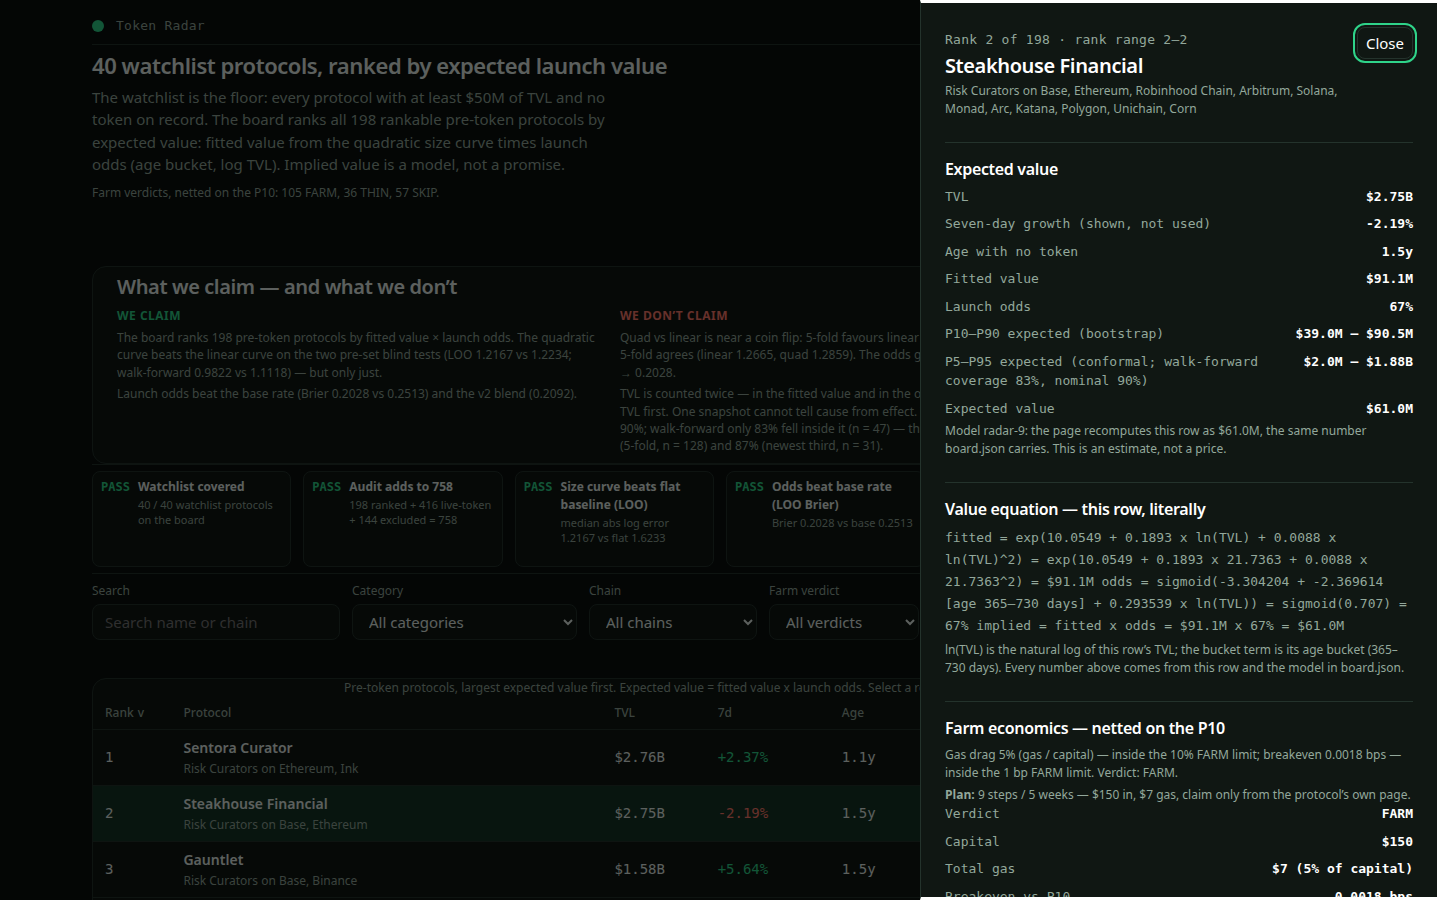 Token Radar
40 watchlist protocols, ranked by expected launch value
The watchlist is the floor: every protocol with at least $50M of TVL and no
token on record. The board ranks all 198 rankable pre-token protocols by
expected value: fitted value from the quadratic size curve times launch
odds (age bucket, log TVL). Implied value is a model, not a promise.
Farm verdicts, netted on the P10: 105 FARM, 36 THIN, 57 SKIP.
What we claim — and what we don’t
WE CLAIM
The board ranks 198 pre-token protocols by fitted value × launch odds. The quadratic
curve beats the linear curve on the two pre-set blind tests (LOO 1.2167 vs 1.2234;
walk-forward 0.9822 vs 1.1118) — but only just.
Launch odds beat the base rate (Brier 0.2028 vs 0.2513) and the v2 blend (0.2092).
WE DON’T CLAIM
Quad vs linear is near a coin flip: 5-fold favours linear
5-fold agrees (linear 1.2665, quad 1.2859). The odds g
→ 0.2028.
TVL is counted twice — in the fitted value and in the o
TVL first. One snapshot cannot tell cause from effect.
90%; walk-forward only 83% fell inside it (n = 47) — th
(5-fold, n = 128) and 87% (newest third, n = 31).
PASS Watchlist covered
40 / 40 watchlist protocols
on the board
PASS Audit adds to 758
198 ranked + 416 live-token
+ 144 excluded = 758
PASS Size curve beats flat
baseline (LOO)
median abs log error
1.2167 vs flat 1.6233
PASS Odds beat base rate
(LOO Brier)
Brier 0.2028 vs base 0.2513
Search
Category
Chain
Farm verdict
Search name or chain
All categories
All chains
All verdicts
Pre-token protocols, largest expected value first. Expected value = fitted value x launch odds. Select a r
Rank v Protocol TVL 7d Age
1 Sentora Curator $2.76B +2.37% 1.1y
Risk Curators on Ethereum, Ink
2 Steakhouse Financial $2.75B -2.19% 1.5y
Risk Curators on Base, Ethereum
3 Gauntlet $1.58B +5.64% 1.5y
Risk Curators on Base, Binance
Rank 2 of 198 · rank range 2–2
Close
Steakhouse Financial
Risk Curators on Base, Ethereum, Robinhood Chain, Arbitrum, Solana,
Monad, Arc, Katana, Polygon, Unichain, Corn
Expected value
TVL $2.75B
Seven-day growth (shown, not used) -2.19%
Age with no token 1.5y
Fitted value $91.1M
Launch odds 67%
P10–P90 expected (bootstrap) $39.0M – $90.5M
P5–P95 expected (conformal; walk-forward $2.0M – $1.88B
coverage 83%, nominal 90%)
Expected value $61.0M
Model radar-9: the page recomputes this row as $61.0M, the same number
board.json carries. This is an estimate, not a price.
Value equation — this row, literally
fitted = exp(10.0549 + 0.1893 x ln(TVL) + 0.0088 x
ln(TVL)^2) = exp(10.0549 + 0.1893 x 21.7363 + 0.0088 x
21.7363^2) = $91.1M odds = sigmoid(-3.304204 + -2.369614
[age 365–730 days] + 0.293539 x ln(TVL)) = sigmoid(0.707) =
67% implied = fitted x odds = $91.1M x 67% = $61.0M
ln(TVL) is the natural log of this row’s TVL; the bucket term is its age bucket (365–
730 days). Every number above comes from this row and the model in board.json.
Farm economics — netted on the P10
Gas drag 5% (gas / capital) — inside the 10% FARM limit; breakeven 0.0018 bps —
inside the 1 bp FARM limit. Verdict: FARM.
Plan: 9 steps / 5 weeks — $150 in, $7 gas, claim only from the protocol’s own page.
Verdict FARM
Capital $150
Total gas $7 (5% of capital)
Breakeven vs P10 0.0018 bps